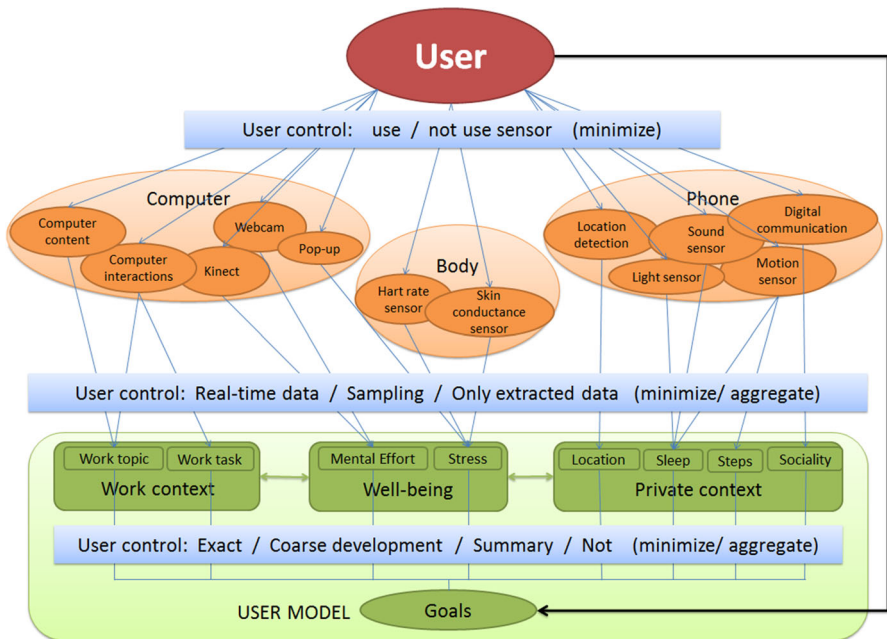 User
User control: use / not use sensor (minimize)
Computer
Computer
content
Computer
interactions
Kinect
Webcam
Pop-up
Body
Hart rate
sensor
Skin
conductance
sensor
Phone
Location
detection
Sound
sensor
Digital
communication
Light sensor
Motion
sensor
User control: Real-time data / Sampling / Only extracted data (minimize/ aggregate)
Work topic
Work task
Work context
Mental Effort
Stress
Well-being
Location
Sleep
Steps
Sociality
Private context
User control: Exact / Coarse development / Summary / Not (minimize/ aggregate)
USER MODEL
Goals